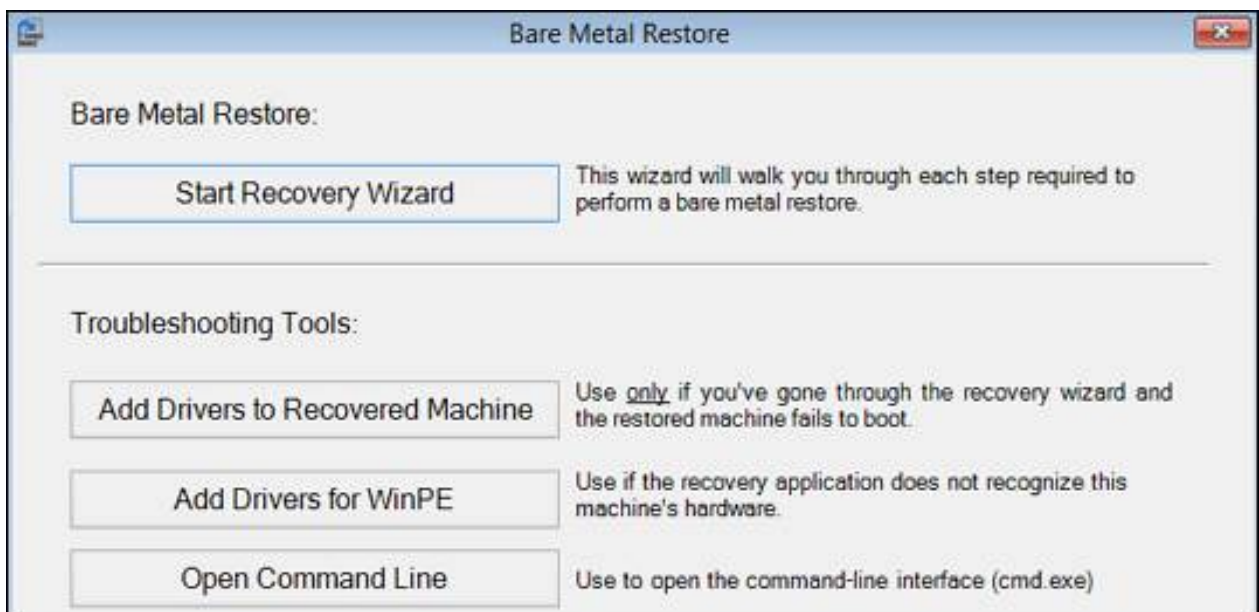 Bare Metal Restore
Bare Metal Restore:
Start Recovery Wizard
This wizard will walk you through each step required to
perform a bare metal restore.
Troubleshooting Tools:
Add Drivers to Recovered Machine
Use only if you've gone through the recovery wizard and
the restored machine fails to boot.
Add Drivers for WinPE
Use if the recovery application does not recognize this
machine's hardware.
Open Command Line
Use to open the command-line interface (cmd.exe)